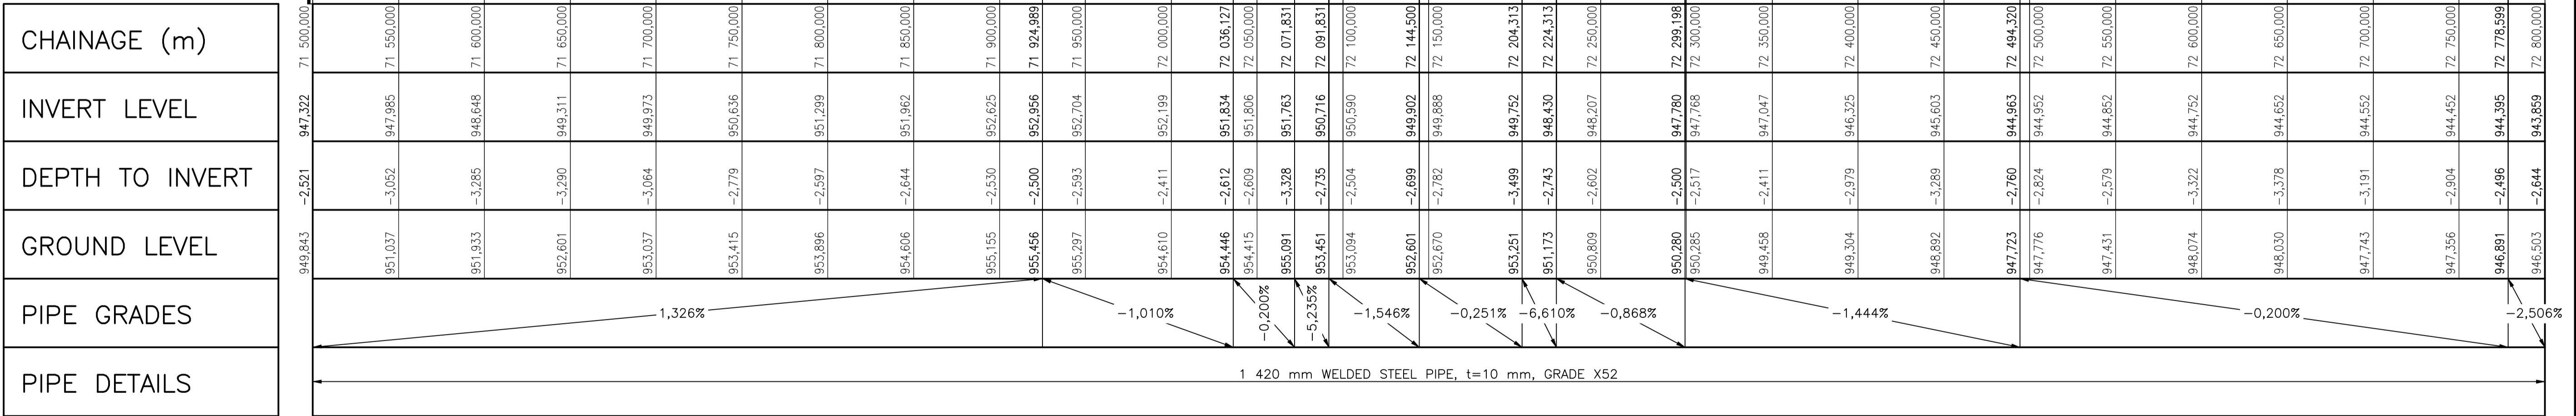 CHAINAGE (m) 71 500,000 71 550,000 71 600,000 71 650,000 71 700,000 71 750,000 71 800,000 71 850,000 71 900,000 71 924,989 71 950,000 72 000,000 72 036,127 72 050,000 72 071,831 72 091,831 72 100,000 72 144,500 72 150,000 72 204,313 72 224,313 72 250,000 72 299,198 72 300,000 72 350,000 72 400,000 72 450,000 72 494,320 72 500,000 72 550,000 72 600,000 72 650,000 72 700,000 72 750,000 72 778,599 72 800,000
INVERT LEVEL 947,322 947,985 948,648 949,311 949,973 950,636 951,299 951,962 952,625 952,956 952,704 952,199 951,834 951,806 951,763 950,716 950,590 949,902 949,888 949,752 948,430 948,207 947,780 947,768 947,047 946,325 945,603 944,963 944,952 944,852 944,752 944,652 944,552 944,452 944,395 943,859
DEPTH TO INVERT -2,521 -3,052 -3,285 -3,290 -3,064 -2,779 -2,597 -2,644 -2,530 -2,500 -2,593 -2,411 -2,612 -2,609 -3,328 -2,735 -2,504 -2,699 -2,782 -3,499 -2,743 -2,602 -2,500 -2,517 -2,411 -2,979 -3,289 -2,760 -2,824 -2,579 -3,322 -3,378 -3,191 -2,904 -2,496 -2,644
GROUND LEVEL 949,843 951,037 951,933 952,601 953,037 953,415 953,896 954,606 955,155 955,456 955,297 954,610 954,446 954,415 955,091 953,451 953,094 952,601 952,670 953,251 951,173 950,809 950,280 950,285 949,458 949,304 948,892 947,723 947,776 947,431 948,074 948,030 947,743 947,356 946,891 946,503
PIPE GRADES 1,326% -1,010% -0,200% -5,235% -1,546% -0,251% -6,610% -0,868% -1,444% -0,200% -2,506%
PIPE DETAILS 1 420 mm WELDED STEEL PIPE, t=10 mm, GRADE X52